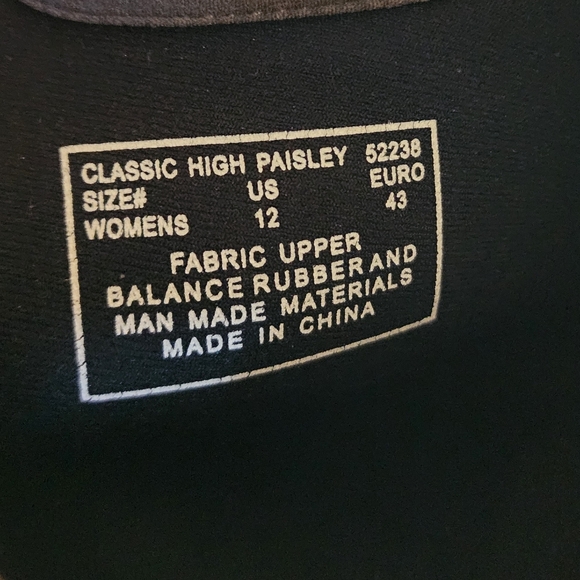 CLASSIC HIGH PAISLEY 52238
SIZE# US EURO
WOMENS 12 43
FABRIC UPPER
BALANCE RUBBER AND
MAN MADE MATERIALS
MADE IN CHINA